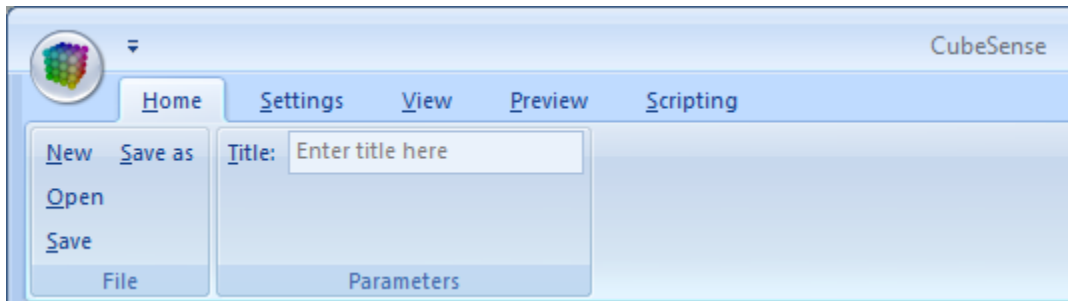 CubeSense
Home Settings View Preview Scripting
New Save as Title: Enter title here
Open
Save
File Parameters